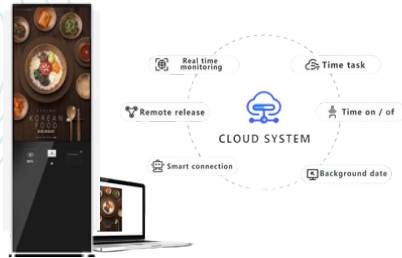 KOREAN
FOOD
Real time
monitoring
Time task
Remote release
Time on / of
CLOUD SYSTEM
Smart connection
Background date